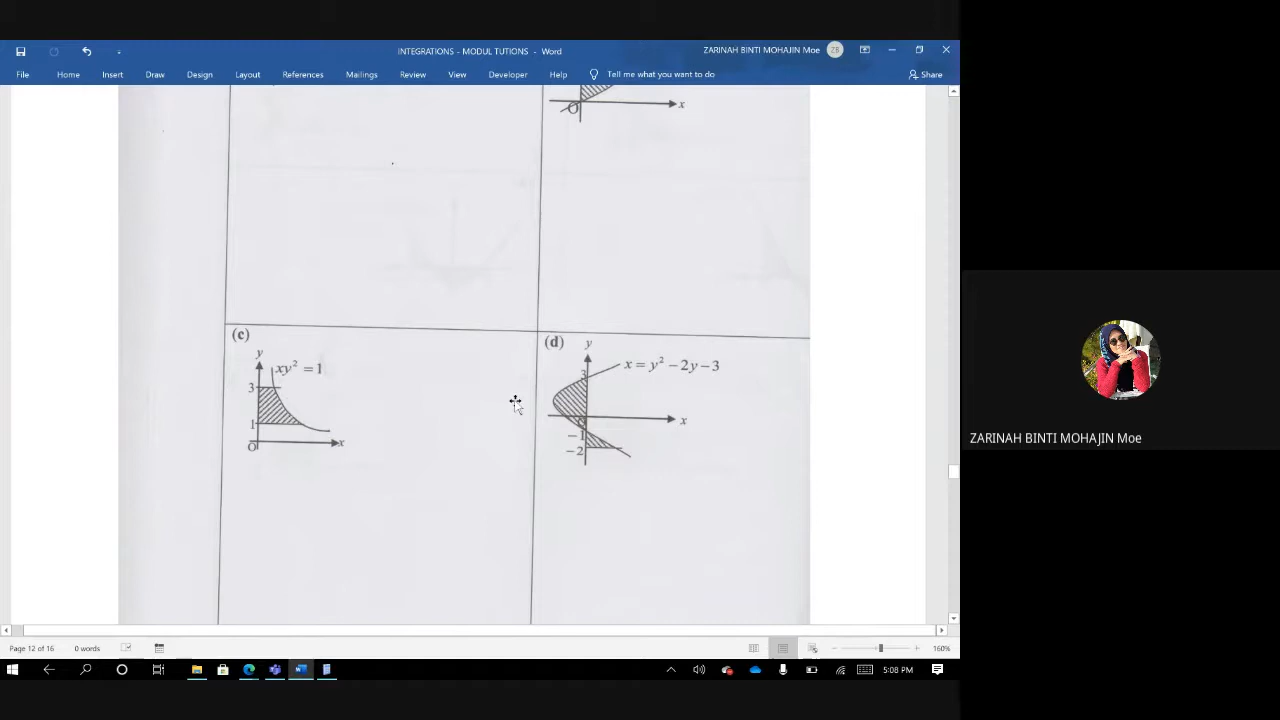 INTEGRATIONS - MODUL TUTIONS - Word
ZARINAH BINTI MOHAJIN Moe
ZB
File Home Insert Draw Design Layout References Mailings Review View Developer Help Tell me what you want to do
Share
O x
(c)
y
xy² = 1
3
1
O x
(d)
y
x = y² − 2y − 3
3
O x
−1
−2
ZARINAH BINTI MOHAJIN Moe
Page 12 of 16 0 words
160%
5:08 PM